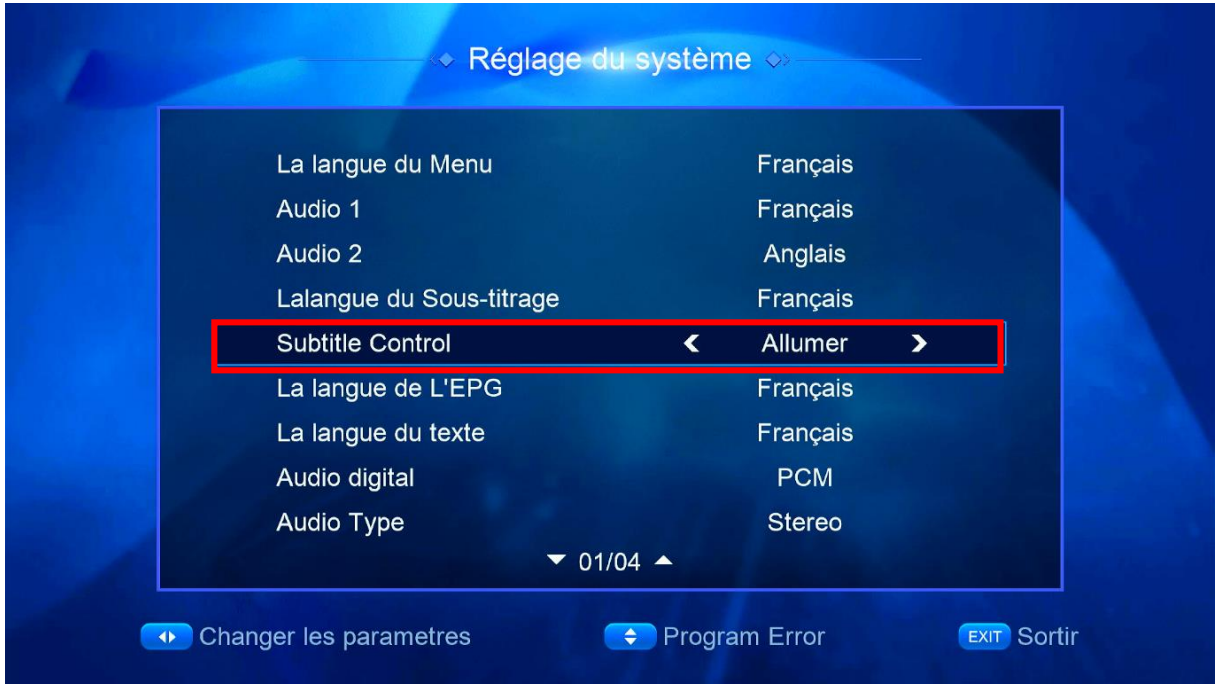 Réglage du système
La langue du Menu Français
Audio 1 Français
Audio 2 Anglais
Lalangue du Sous-titrage Français
Subtitle Control Allumer
La langue de L'EPG Français
La langue du texte Français
Audio digital PCM
Audio Type Stereo
01/04
Changer les parametres Program Error EXIT Sortir